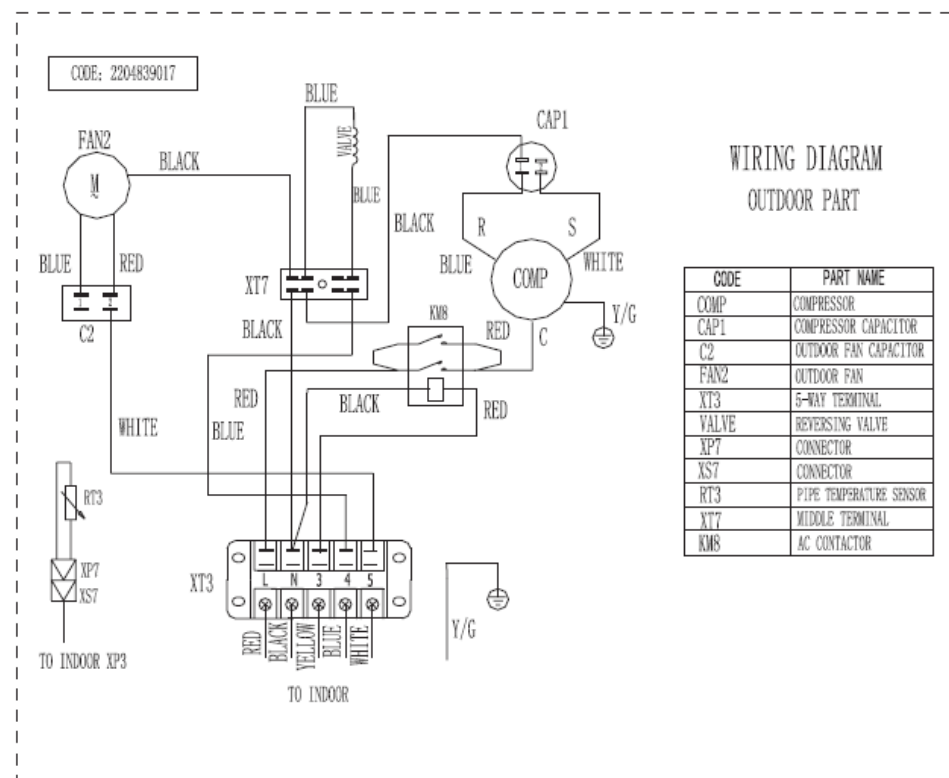 CODE: 2204839017
BLUE
CAP1
FAN2
VALVE
BLACK
M
WIRING DIAGRAM
OUTDOOR PART
BLUE
BLACK
R
S
BLUE
RED
BLUE
WHITE
COMP
XT7
1
2
C2
KM8
RED
C
Y/G
BLACK
RED
BLACK
RED
WHITE
BLUE
RT3
XP7
XS7
XT3
L N 3 4 5
RED
BLACK
YELLOW
BLUE
WHITE
Y/G
TO INDOOR XP3
TO INDOOR
CODE PART NAME
COMP COMPRESSOR
CAP1 COMPRESSOR CAPACITOR
C2 OUTDOOR FAN CAPACITOR
FAN2 OUTDOOR FAN
XT3 5-WAY TERMINAL
VALVE REVERSING VALVE
XP7 CONNECTOR
XS7 CONNECTOR
RT3 PIPE TEMPERATURE SENSOR
XT7 MIDDLE TERMINAL
KM8 AC CONTACTOR